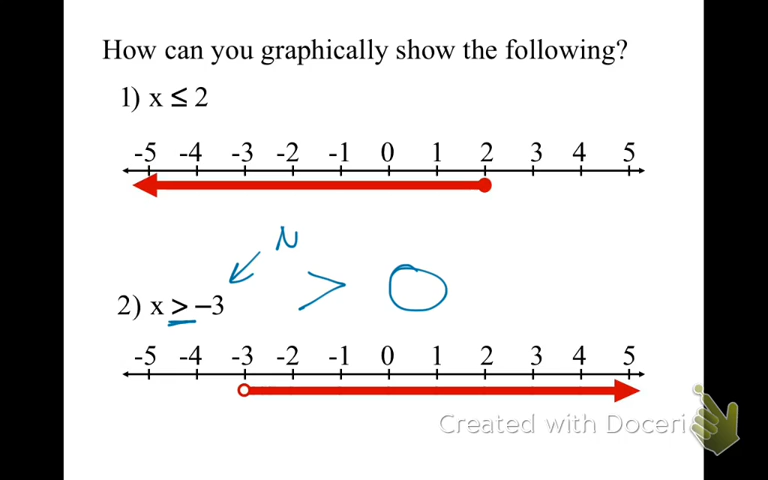 How can you graphically show the following?
1) x ≤ 2
-5 -4 -3 -2 -1 0 1 2 3 4 5
N
> O
2) x > −3
-5 -4 -3 -2 -1 0 1 2 3 4 5
Created with Doceri